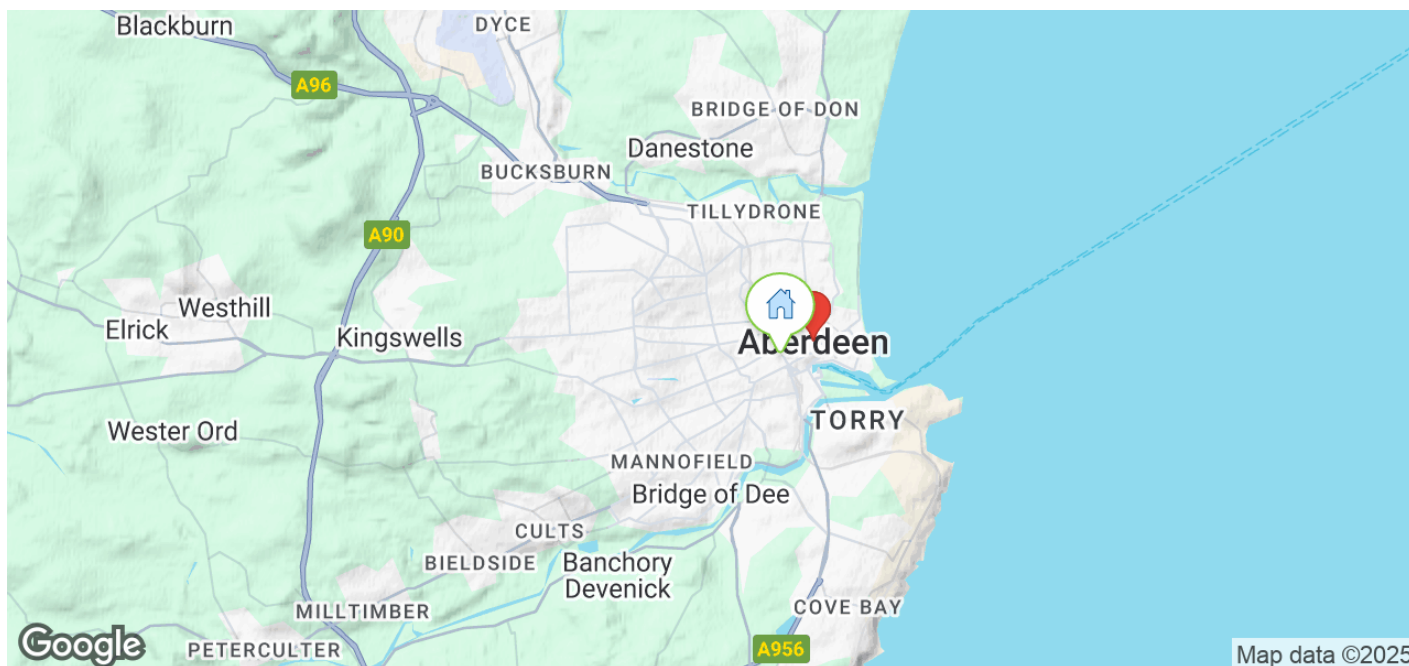 Blackburn
DYCE
A96
BRIDGE OF DON
Danestone
BUCKSBURN
TILLYDRONE
A90
Westhill
Elrick
Kingswells
Aberdeen
TORRY
Wester Ord
MANNOFIELD
Bridge of Dee
CULTS
BIELDSIDE
Banchory
Devenick
MILLTIMBER
COVE BAY
PETERCULTER
A956
Google
Map data ©2025